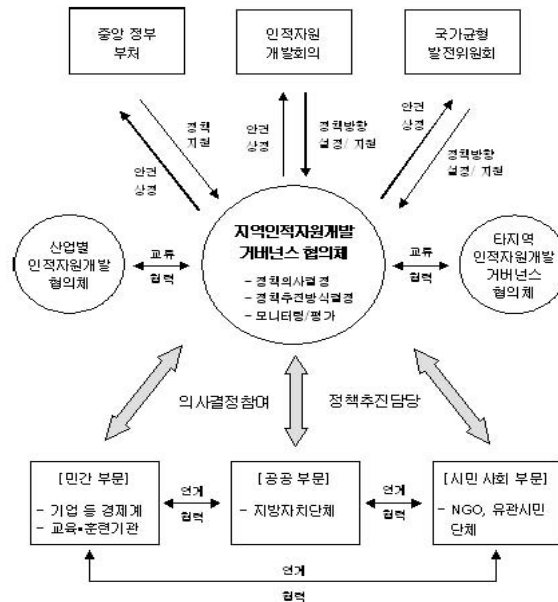 중앙 정부
부처
인적자원
개발회의
국가균형
발전위원회
안건
상정
정책
지침
안건
상정
정책방향
설정/ 지침
안건
상정
정책방향
설정/ 지침
산업별
인적자원개발
협의체
교류
협력
지역인적자원개발
거버넌스 협의체
- 정책의사결정
- 정책추진방식결정
- 모니터링/평가
교류
협력
타지역
인적자원개발
거버넌스
협의체
의사결정참여
정책추진담당
[민간 부문]
- 기업 등 경제계
- 교육•훈련기관
연계
협력
[공공 부문]
- 지방자치단체
연계
협력
[시민 사회 부문]
- NGO, 유관시민
단체
연계
협력